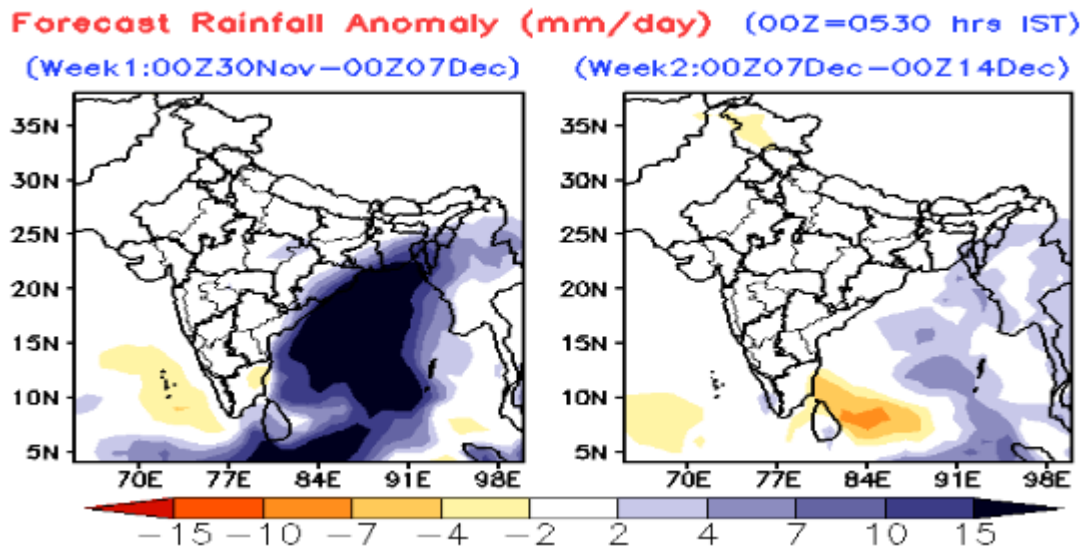 Forecast Rainfall Anomaly (mm/day) (00Z=0530 hrs IST)
(Week1:00Z30Nov-00Z07Dec) (Week2:00Z07Dec-00Z14Dec)
35N 35N
30N 30N
25N 25N
20N 20N
15N 15N
10N 10N
5N 5N
70E 77E 84E 91E 98E 70E 77E 84E 91E 98E
-15 -10 -7 -4 -2 2 4 7 10 15